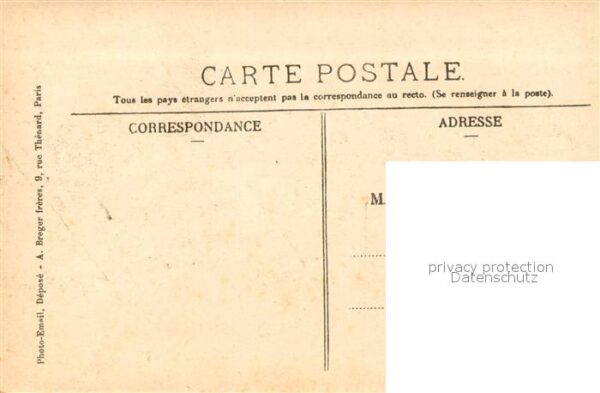 CARTE POSTALE.
Tous les pays étrangers n'acceptent pas la correspondance au recto. (Se renseigner à la poste).
CORRESPONDANCE
ADRESSE
M
privacy protection
Datenschutz
Photo-Email, Déposé - A. Breger frères, 9, rue Thénard, Paris